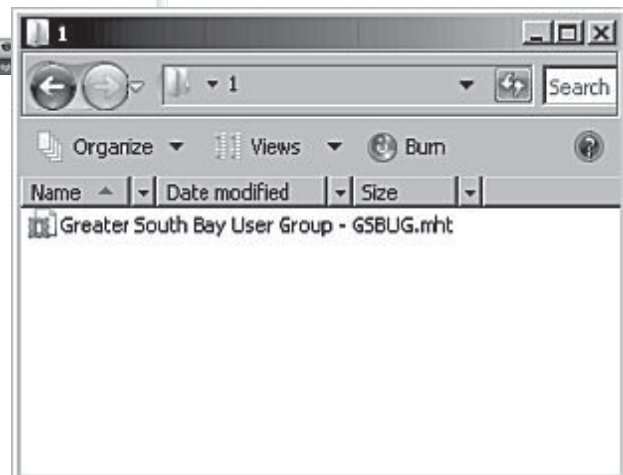 1
1
Search
Organize Views Burn
Name Date modified Size
Greater South Bay User Group - GSBUG.mht